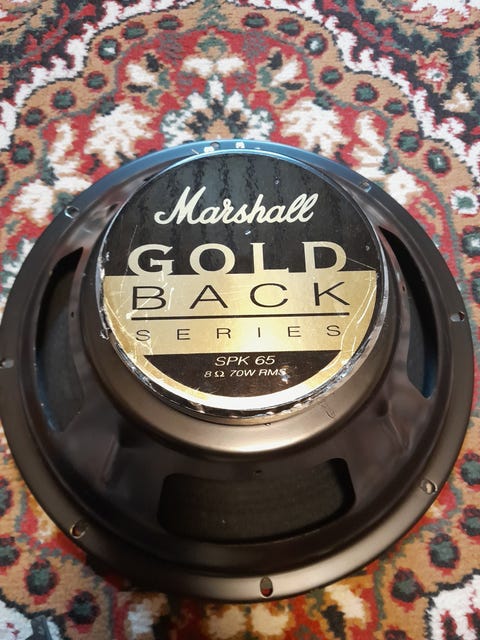 Marshall
GOLD
BACK
SERIES
SPK 65
8 Ω 70W RMS